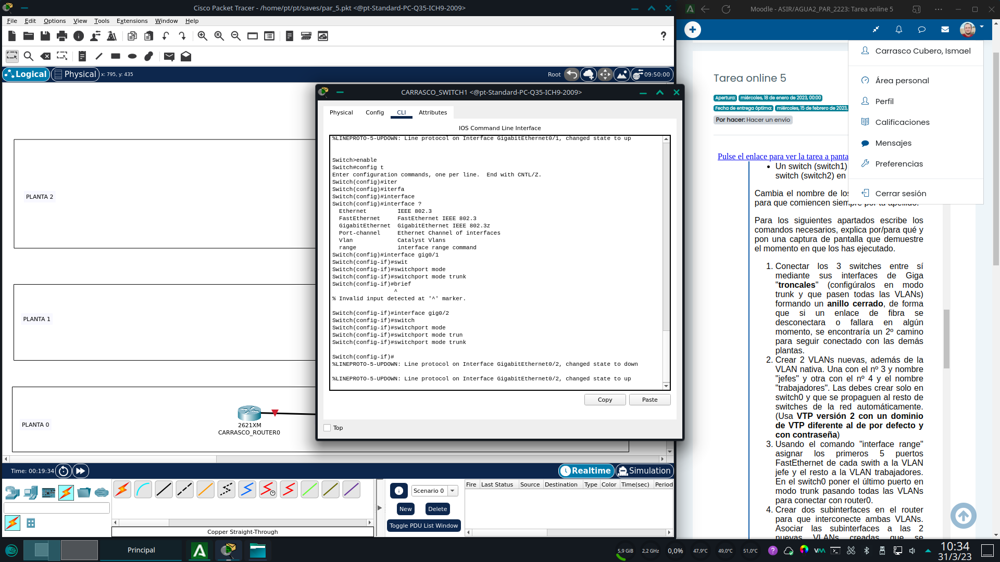 Cisco Packet Tracer - /home/pt/pt/saves/par_5.pkt <@pt-Standard-PC-Q35-ICH9-2009>
File Edit Options View Tools Extensions Window Help
Logical
Physical
x: 795, y: 435
Root
09:50:00
PLANTA 2
PLANTA 1
PLANTA 0
2621XM
CARRASCO_ROUTER0
CARRASCO_SWITCH1 <@pt-Standard-PC-Q35-ICH9-2009>
Physical Config CLI Attributes
IOS Command Line Interface
%LINEPROTO-5-UPDOWN: Line protocol on Interface GigabitEthernet0/1, changed state to up
Switch>enable
Switch#config t
Enter configuration commands, one per line.  End with CNTL/Z.
Switch(config)#iter
Switch(config)#iterfa
Switch(config)#interface
Switch(config)#interface ?
Ethernet         IEEE 802.3
FastEthernet     FastEthernet IEEE 802.3
GigabitEthernet  GigabitEthernet IEEE 802.3z
Port-channel     Ethernet Channel of interfaces
Vlan             Catalyst Vlans
range            interface range command
Switch(config)#interface gig0/1
Switch(config-if)#swit
Switch(config-if)#switchport mode
Switch(config-if)#switchport mode trunk
Switch(config-if)#brief
^
% Invalid input detected at '^' marker.
Switch(config-if)#interface gig0/2
Switch(config-if)#switch
Switch(config-if)#switchport mode
Switch(config-if)#switchport mode trun
Switch(config-if)#switchport mode trunk
Switch(config-if)#
%LINEPROTO-5-UPDOWN: Line protocol on Interface GigabitEthernet0/2, changed state to down
%LINEPROTO-5-UPDOWN: Line protocol on Interface GigabitEthernet0/2, changed state to up
Copy
Paste
Top
Time: 00:19:34
Realtime
Simulation
Copper Straight-Through
Scenario 0
New
Delete
Toggle PDU List Window
Fire Last Status Source Destination Type Color Time(sec) Period
Moodle - ASIR/AGUA2_PAR_2223: Tarea online 5
Carrasco Cubero, Ismael
Área personal
Perfil
Calificaciones
Mensajes
Preferencias
Cerrar sesión
Tarea online 5
Apertura: miércoles, 18 de enero de 2023, 00:00
Fecha de entrega óptima: miércoles, 15 de febrero de 2023,
Por hacer: Hacer un envío
Pulse el enlace para ver la tarea a panta
• Un switch (switch1)
switch (switch2) en
Cambia el nombre de los
para que comiencen siempre por tu apellido.
Para los siguientes apartados escribe los
comandos necesarios, explica por/para qué y
pon una captura de pantalla que demuestre
el momento en que los has ejecutado.
1. Conectar los 3 switches entre sí
mediante sus interfaces de Giga
"troncales" (configúralos en modo
trunk y que pasen todas las VLANs)
formando un anillo cerrado, de forma
que si un enlace de fibra se
desconectara o fallara en algún
momento, se encontraría un 2º camino
para seguir conectado con las demás
plantas.
2. Crear 2 VLANs nuevas, además de la
VLAN nativa. Una con el nº 3 y nombre
"jefes" y otra con el nº 4 y el nombre
"trabajadores". Las debes crear solo en
switch0 y que se propaguen al resto de
switches de la red automáticamente.
(Usa VTP versión 2 con un dominio
de VTP diferente al de por defecto y
con contraseña)
3. Usando el comando "interface range"
asignar los primeros 5 puertos
FastEthernet de cada swith a la VLAN
jefe y el resto a la VLAN trabajadores.
En el switch0 poner el último puerto en
modo trunk pasando todas las VLANs
para conectar con router0.
4. Crear dos subinterfaces en el router
para que interconecte ambas VLANs.
Asociar las subinterfaces a las 2
nuevas VLANs creadas que se
Principal
5,9 GiB
2,2 GHz
0,0%
47,9°C
49,0°C
51,0°C
10:34
31/3/23